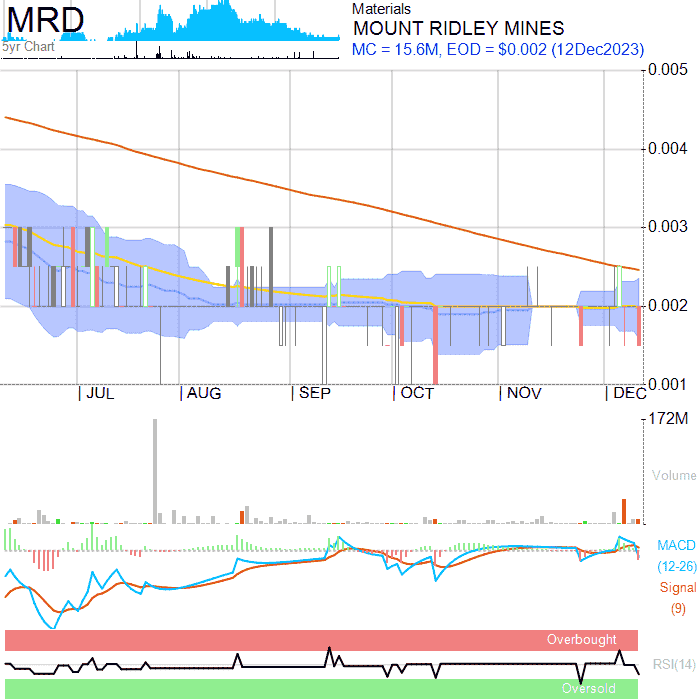 MRD
5yr Chart
Materials
MOUNT RIDLEY MINES
MC = 15.6M, EOD = $0.002 (12Dec2023)
0.005
0.004
0.003
0.002
0.001
JUL AUG SEP OCT NOV DEC
172M
Volume
MACD
(12-26)
Signal
(9)
Overbought
RSI(14)
Oversold